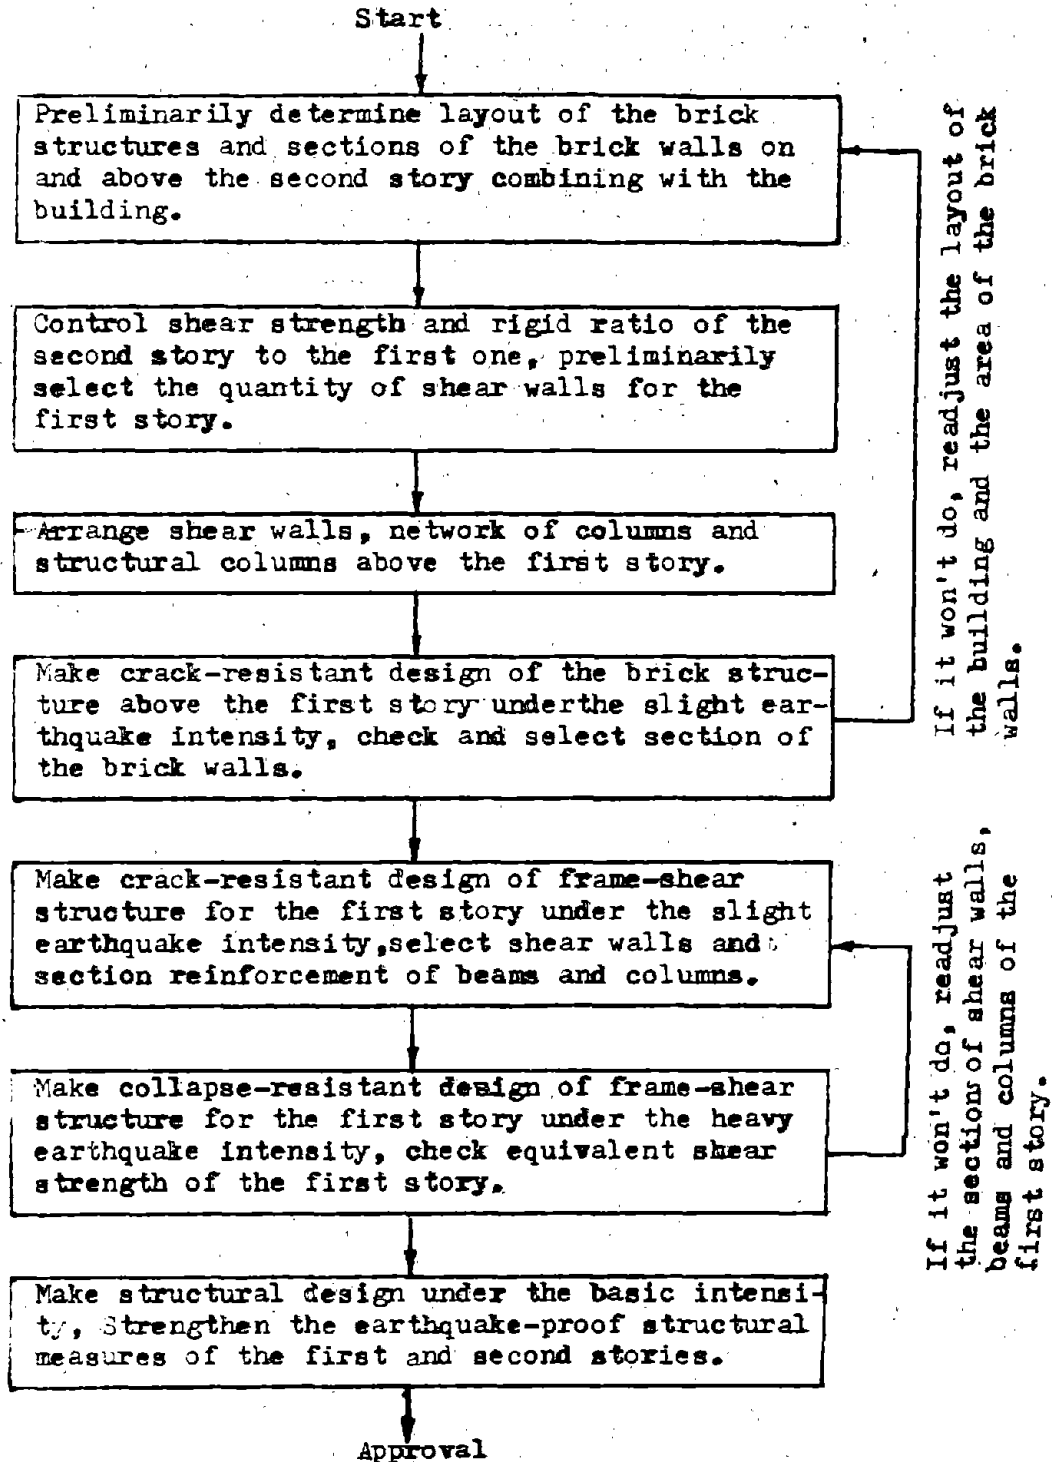 Start
Preliminarily determine layout of the brick
structures and sections of the brick walls on
and above the second story combining with the
building.
Control shear strength and rigid ratio of the
second story to the first one, preliminarily
select the quantity of shear walls for the
first story.
Arrange shear walls, network of columns and
structural columns above the first story.
Make crack-resistant design of the brick struc-
ture above the first story underthe slight ear-
thquake intensity, check and select section of
the brick walls.
If it won't do, readjust the layout of
the building and the area of the brick
walls.
Make crack-resistant design of frame-shear
structure for the first story under the slight
earthquake intensity,select shear walls and
section reinforcement of beams and columns.
Make collapse-resistant design of frame-shear
structure for the first story under the heavy
earthquake intensity, check equivalent shear
strength of the first story.
If it won't do, readjust
the sections of shear walls,
beams and columns of the
first story.
Make structural design under the basic intensi-
ty, Strengthen the earthquake-proof structural
measures of the first and second stories.
Approval